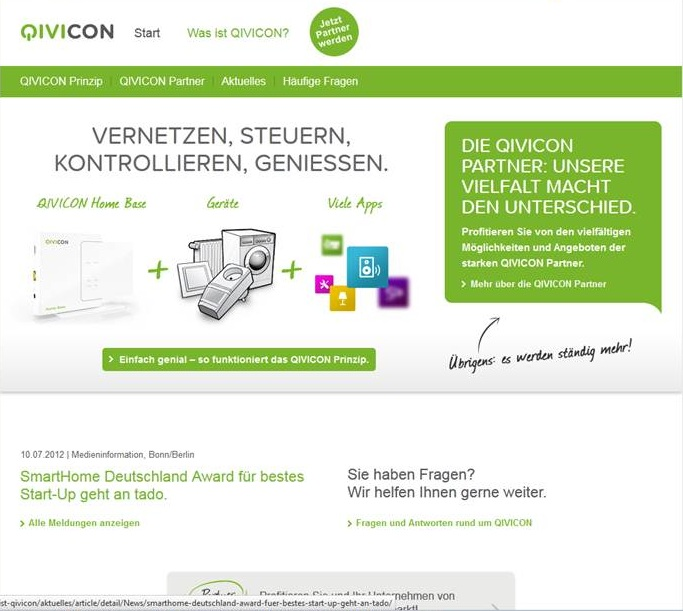 QIVICON Start Was ist QIVICON? Jetzt
Partner
werden
QIVICON Prinzip | QIVICON Partner | Aktuelles | Häufige Fragen
VERNETZEN, STEUERN,
KONTROLLIEREN, GENIESSEN.
QIVICON Home Base Geräte Viele Apps
QIVICON
DIE QIVICON
PARTNER: UNSERE
VIELFALT MACHT
DEN UNTERSCHIED.
Profitieren Sie von den vielfältigen
Möglichkeiten und Angeboten der
starken QIVICON Partner.
> Mehr über die QIVICON Partner
Übrigens: es werden ständig mehr!
> Einfach genial – so funktioniert das QIVICON Prinzip.
10.07.2012 | Medieninformation, Bonn/Berlin
SmartHome Deutschland Award für bestes
Start-Up geht an tado.
> Alle Meldungen anzeigen
Sie haben Fragen?
Wir helfen Ihnen gerne weiter.
> Fragen und Antworten rund um QIVICON
Partner Profitieren Sie und Ihr Unternehmen von
ist-qivicon/aktuelles/article/detail/News/smarthome-deutschland-award-fuer-bestes-start-up-geht-an-tado/